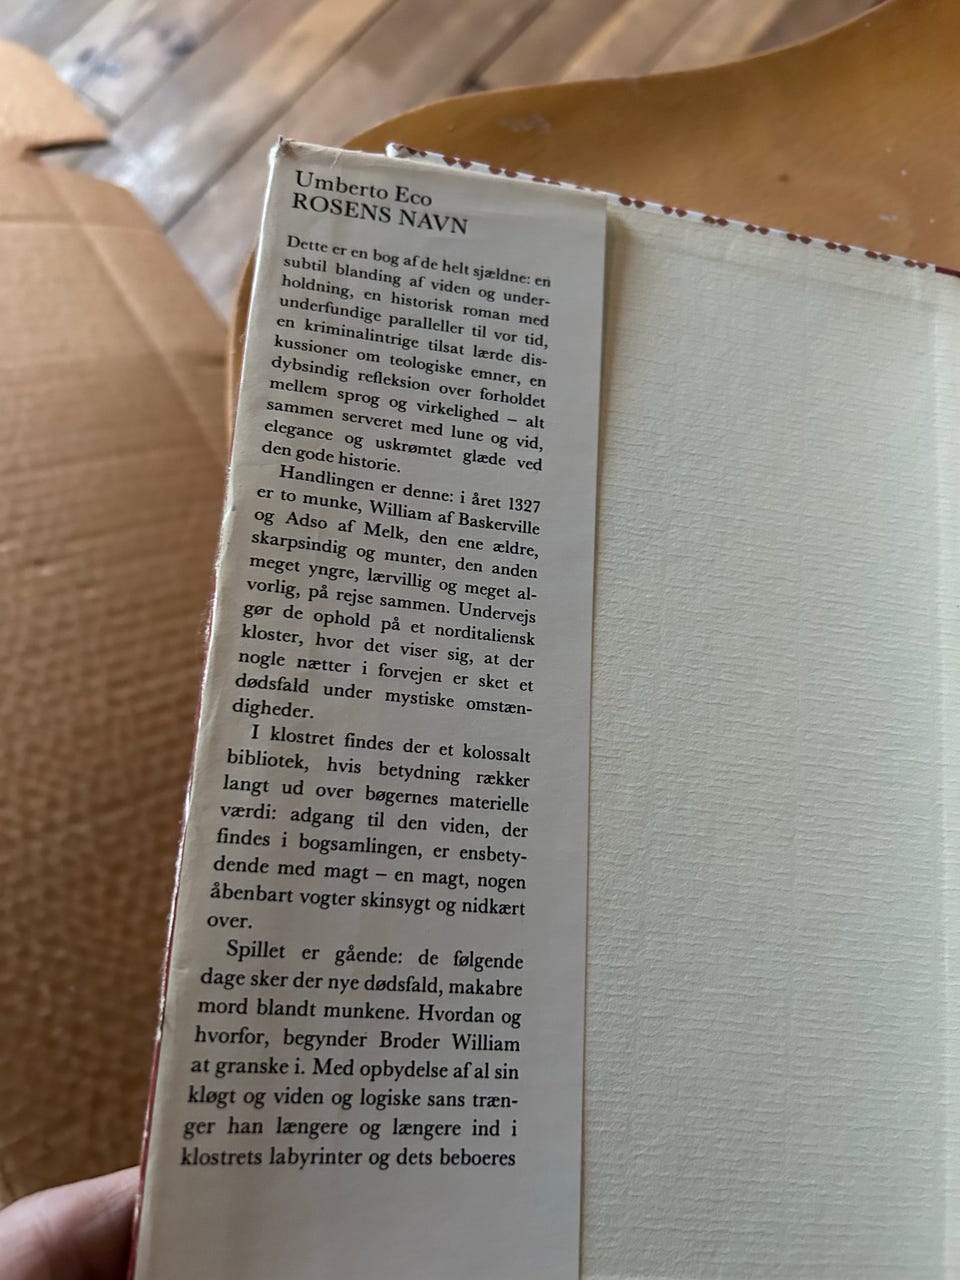 Umberto Eco
ROSENS NAVN
Dette er en bog af de helt sjældne: en
subtil blanding af viden og under-
holdning, en historisk roman med
underfundige paralleller til vor tid,
en kriminalintrige tilsat lærde dis-
kussioner om teologiske emner, en
dybsindig refleksion over forholdet
mellem sprog og virkelighed – alt
sammen serveret med lune og vid,
elegance og uskrømtet glæde ved
den gode historie.
Handlingen er denne: i året 1327
er to munke, William af Baskerville
og Adso af Melk, den ene ældre,
skarpsindig og munter, den anden
meget yngre, lærvillig og meget al-
vorlig, på rejse sammen. Undervejs
gør de ophold på et norditaliensk
kloster, hvor det viser sig, at der
nogle nætter i forvejen er sket et
dødsfald under mystiske omstæn-
digheder.
I klostret findes der et kolossalt
bibliotek, hvis betydning rækker
langt ud over bøgernes materielle
værdi: adgang til den viden, der
findes i bogsamlingen, er ensbety-
dende med magt – en magt, nogen
åbenbart vogter skinsygt og nidkært
over.
Spillet er gående: de følgende
dage sker der nye dødsfald, makabre
mord blandt munkene. Hvordan og
hvorfor, begynder Broder William
at granske i. Med opbydelse af al sin
kløgt og viden og logiske sans træn-
ger han længere og længere ind i
klostrets labyrinter og dets beboeres